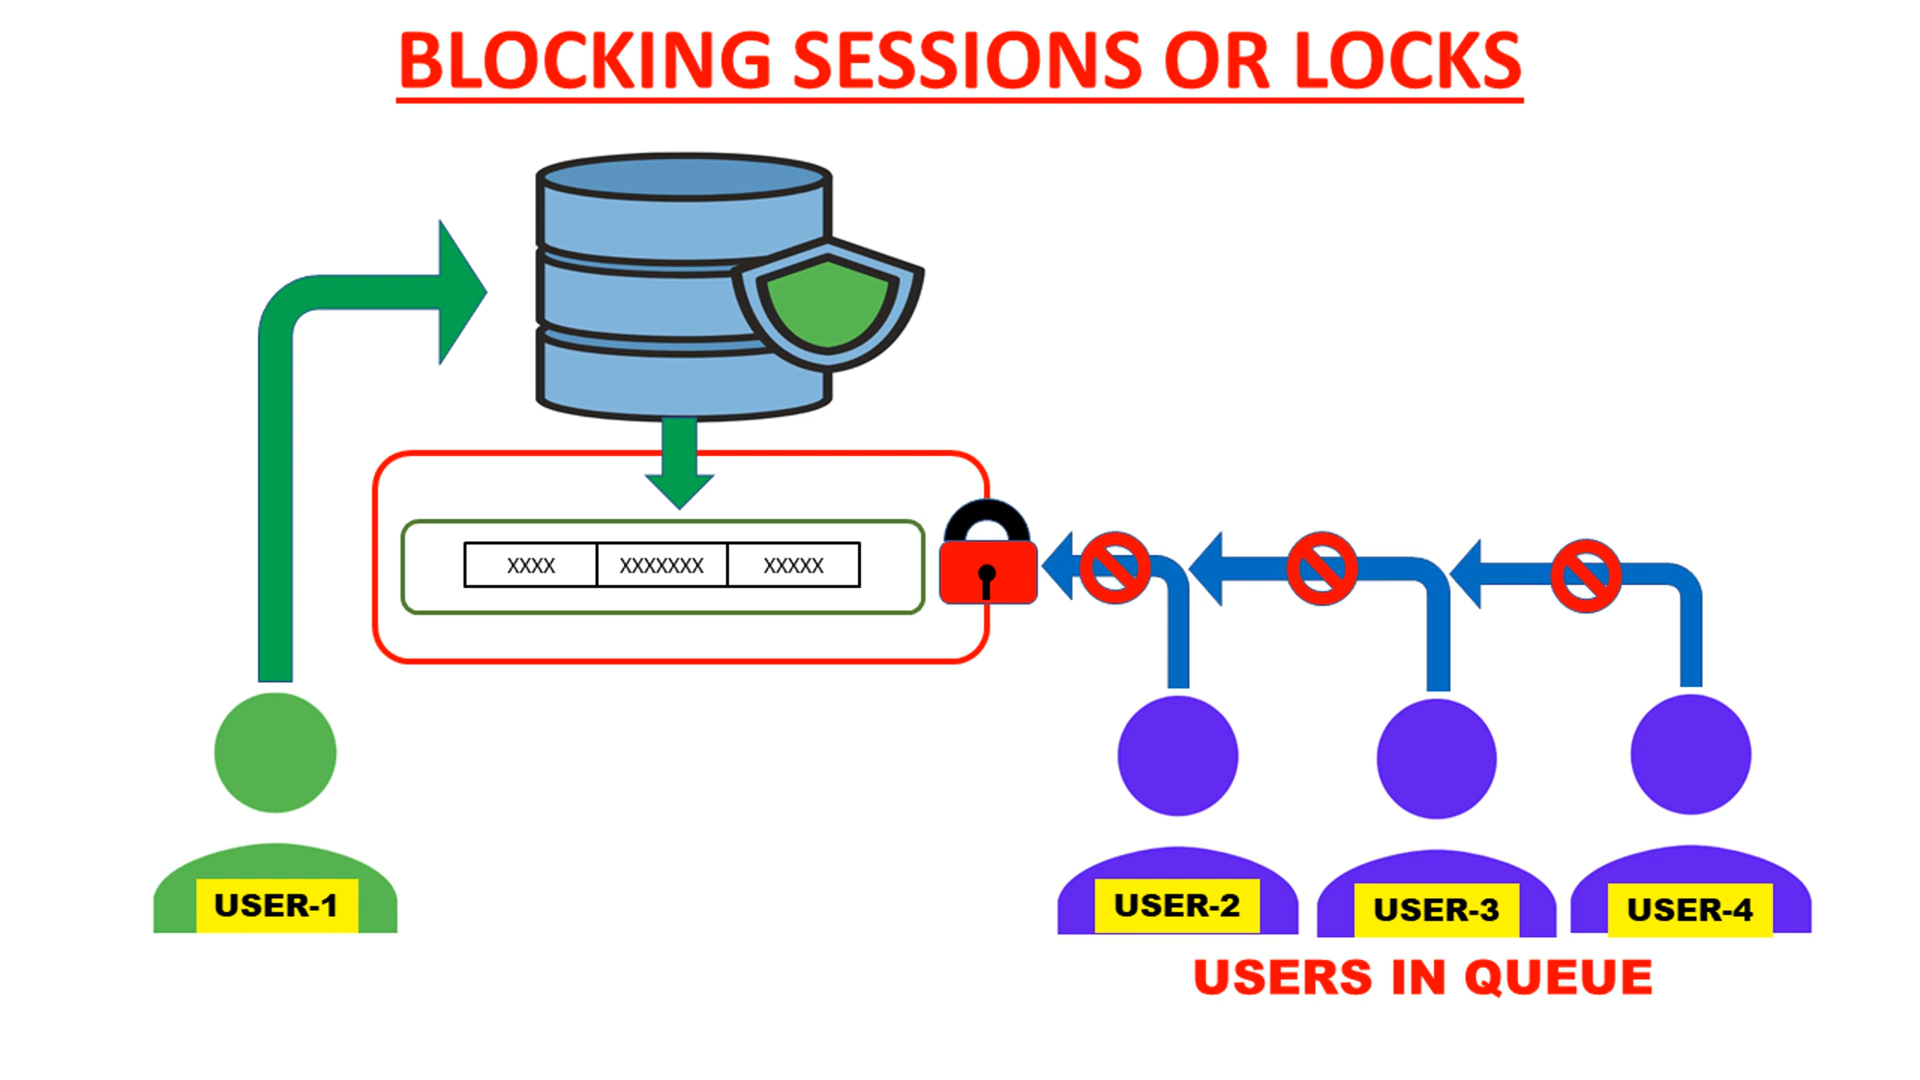 BLOCKING SESSIONS OR LOCKS
XXXX XXXXXXX XXXXX
USER-1
USER-2
USER-3
USER-4
USERS IN QUEUE